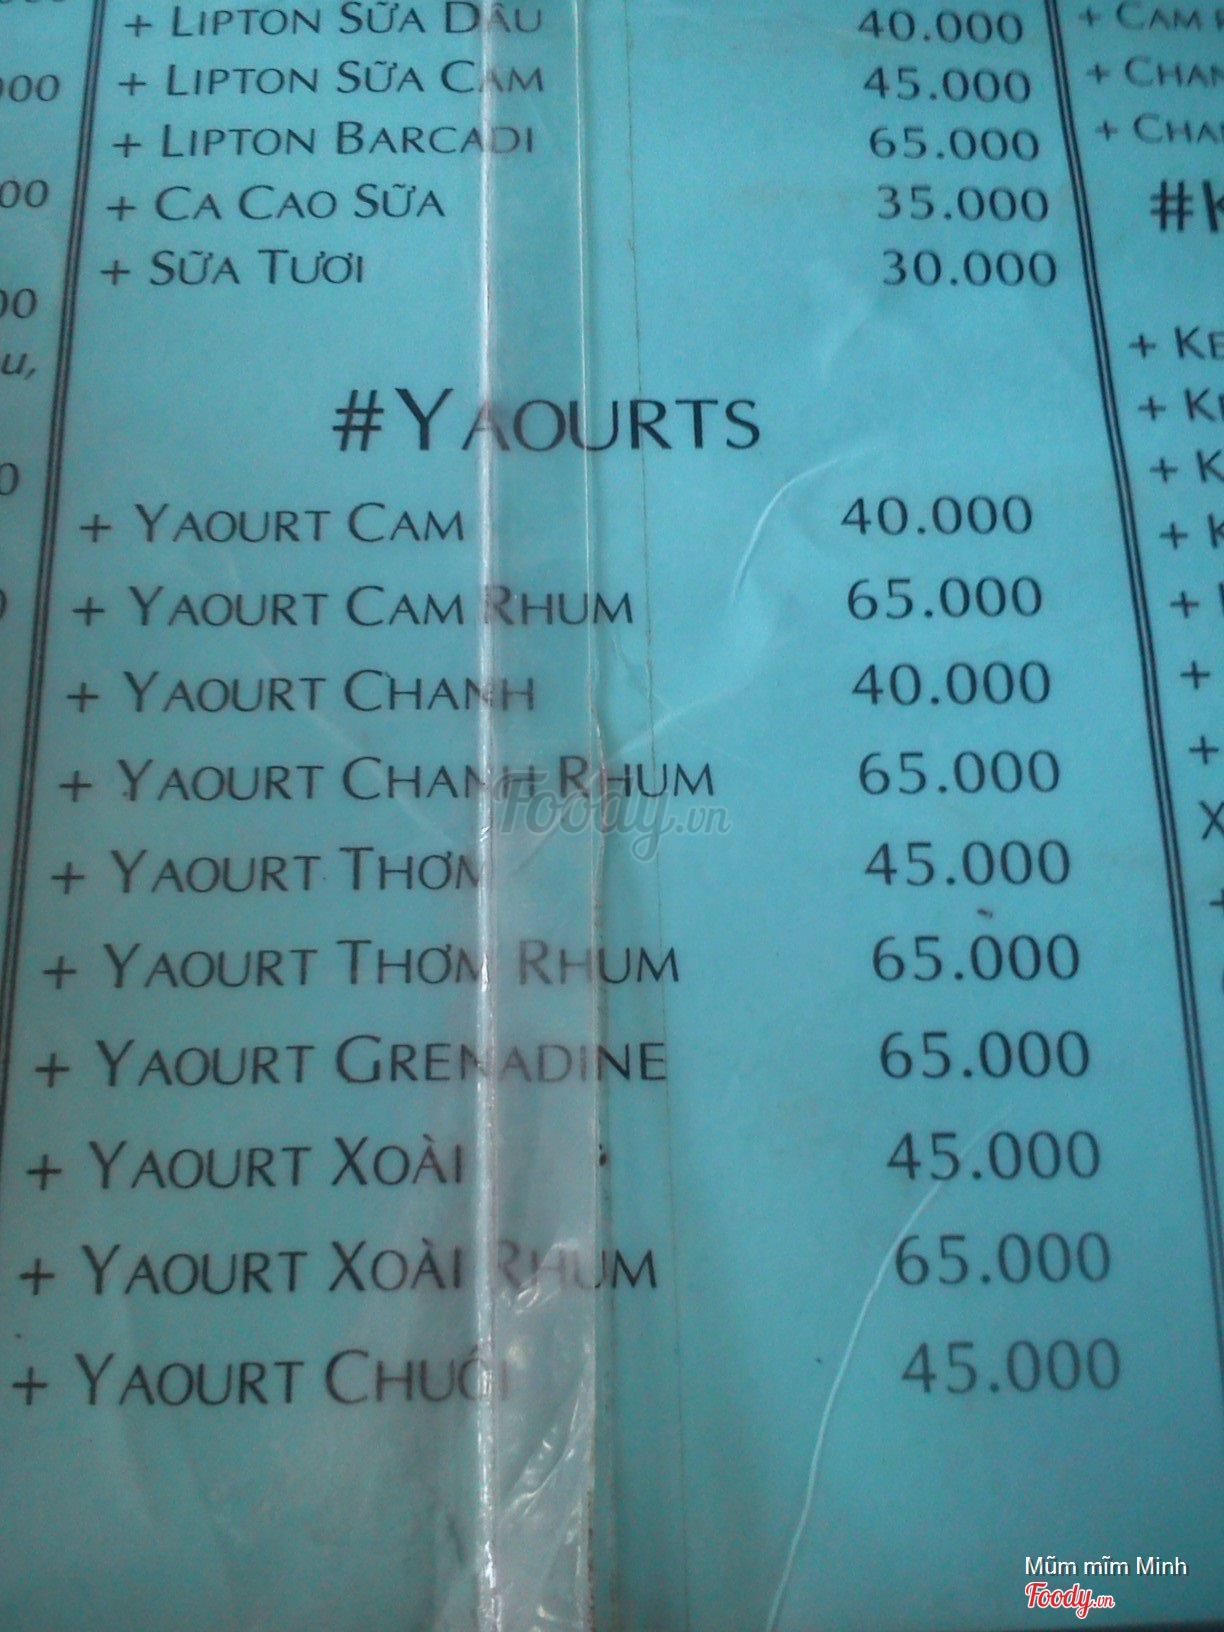 + LIPTON SỮA DÂU 40.000
+ LIPTON SỮA CAM 45.000
+ LIPTON BARCADI 65.000
+ CA CAO SỮA 35.000
+ SỮA TƯƠI 30.000
#YAOURTS
+ YAOURT CAM 40.000
+ YAOURT CAM RHUM 65.000
+ YAOURT CHANH 40.000
+ YAOURT CHANH RHUM 65.000
+ YAOURT THƠM 45.000
+ YAOURT THƠM RHUM 65.000
+ YAOURT GRENADINE 65.000
+ YAOURT XOÀI 45.000
+ YAOURT XOÀI RHUM 65.000
+ YAOURT CHUỐI 45.000
+ CAM
Foody.vn
Mũm mĩm Minh
Foody.vn